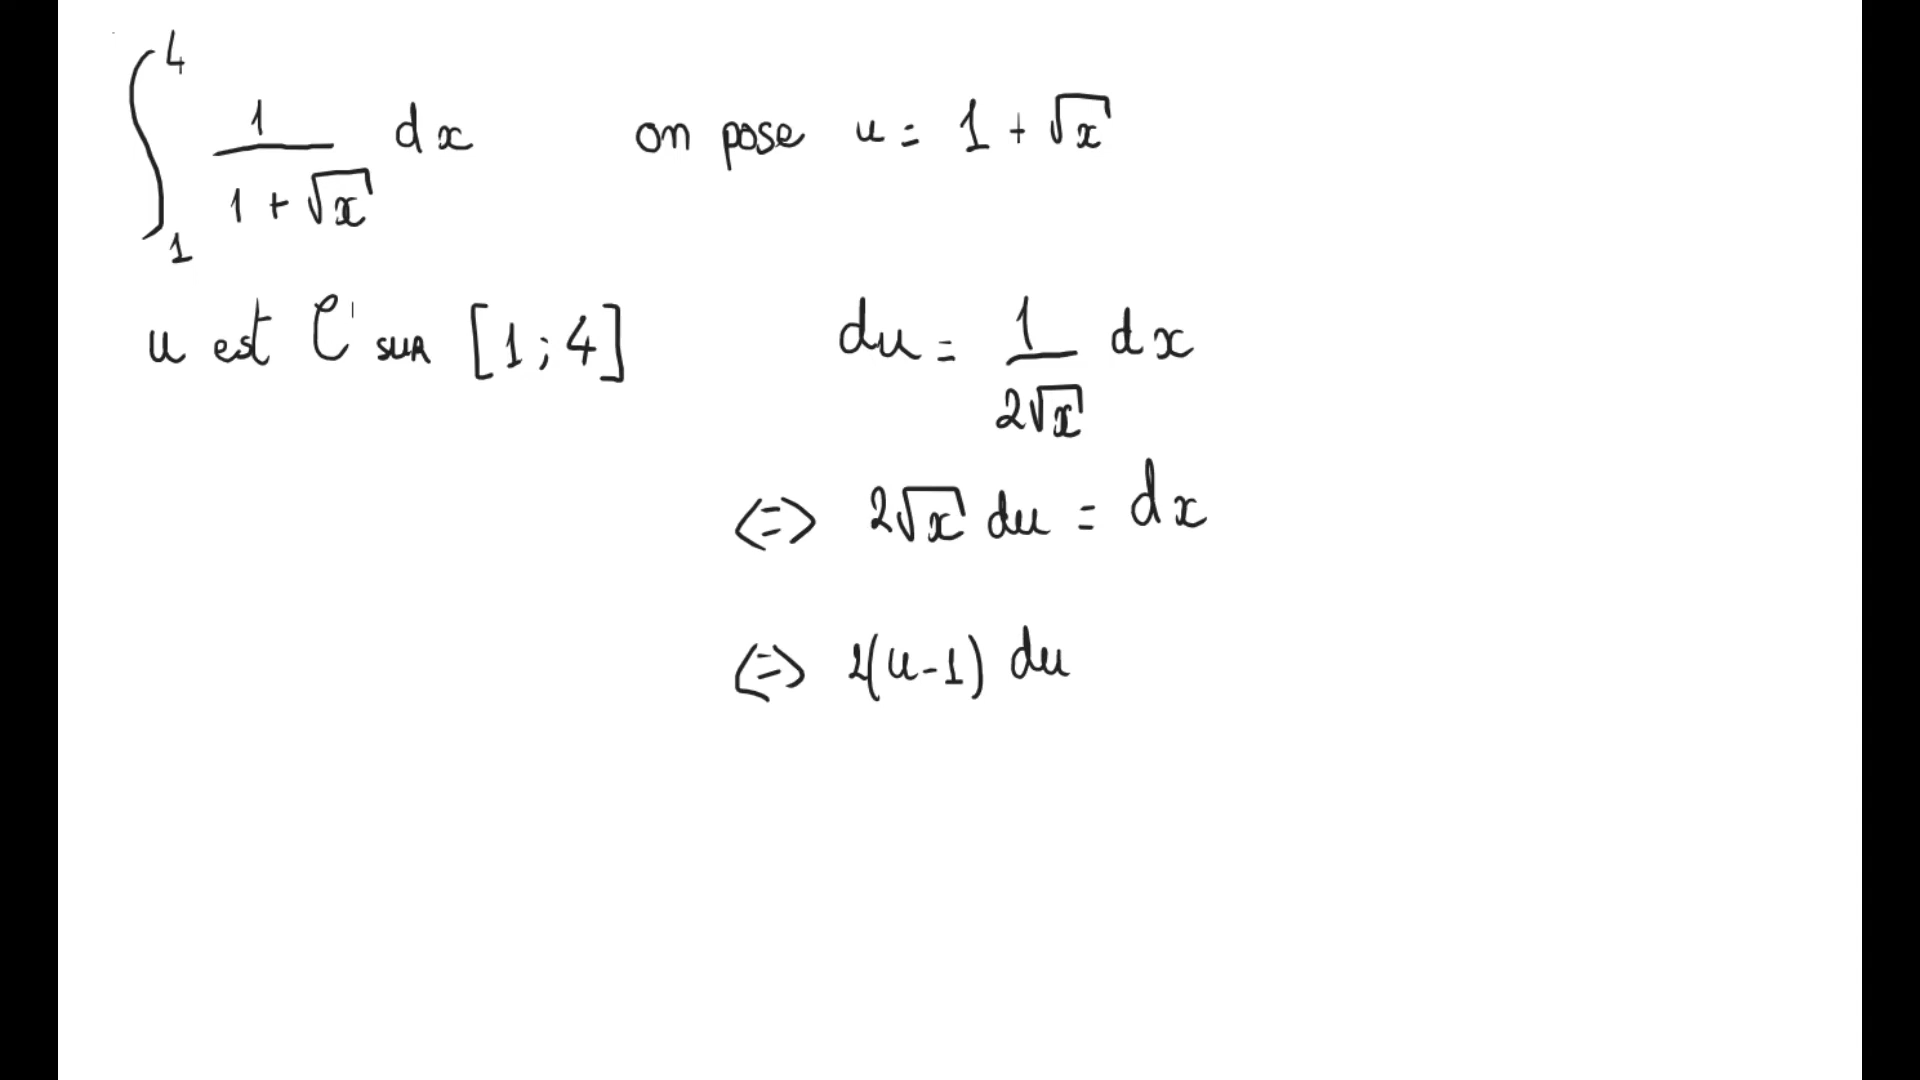 ∫₁⁴ 1/(1+√x) dx on pose u = 1 + √x
u est C¹ sur [1 ; 4] du = 1/(2√x) dx
<=> 2√x du = dx
<=> 2(u-1) du